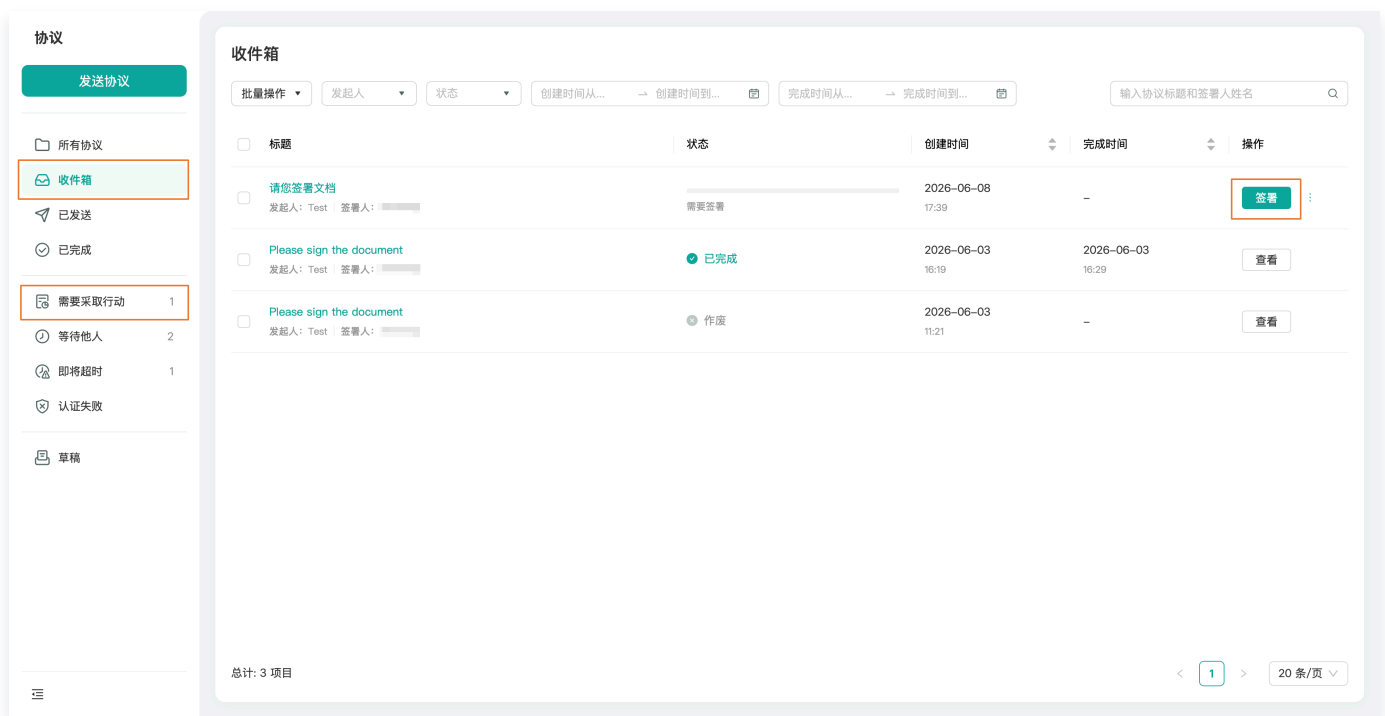 协议
发送协议
所有协议
收件箱
已发送
已完成
需要采取行动 1
等待他人 2
即将超时 1
认证失败
草稿
收件箱
批量操作 发起人 状态 创建时间从... → 创建时间到... 完成时间从... → 完成时间到... 输入协议标题和签署人姓名
标题 状态 创建时间 完成时间 操作
请您签署文档 2026-06-08 – 签署
发起人: Test 签署人: 需要签署 17:39
Please sign the document 已完成 2026-06-03 2026-06-03 查看
发起人: Test 签署人: 16:19 16:29
Please sign the document 作废 2026-06-03 – 查看
发起人: Test 签署人: 11:21
总计: 3 项目 < 1 > 20 条/页